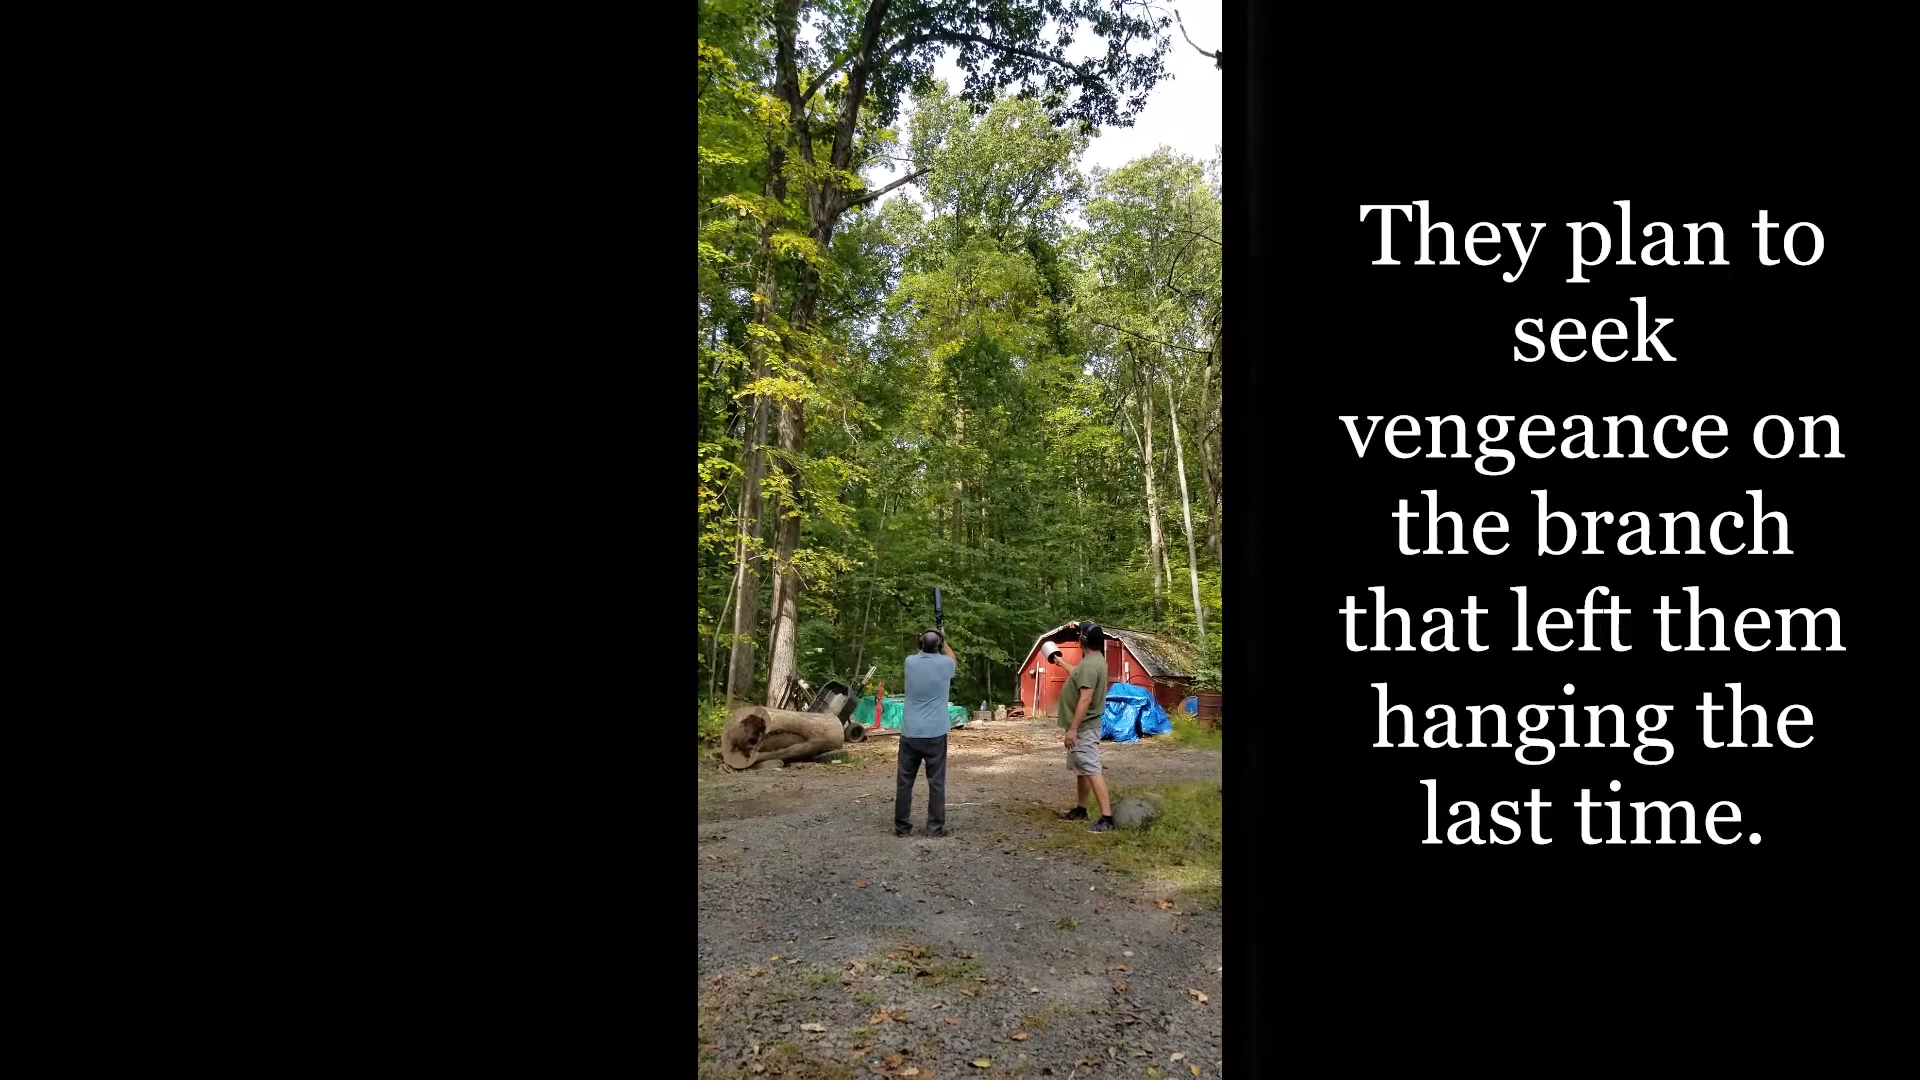 They plan to
seek
vengeance on
the branch
that left them
hanging the
last time.